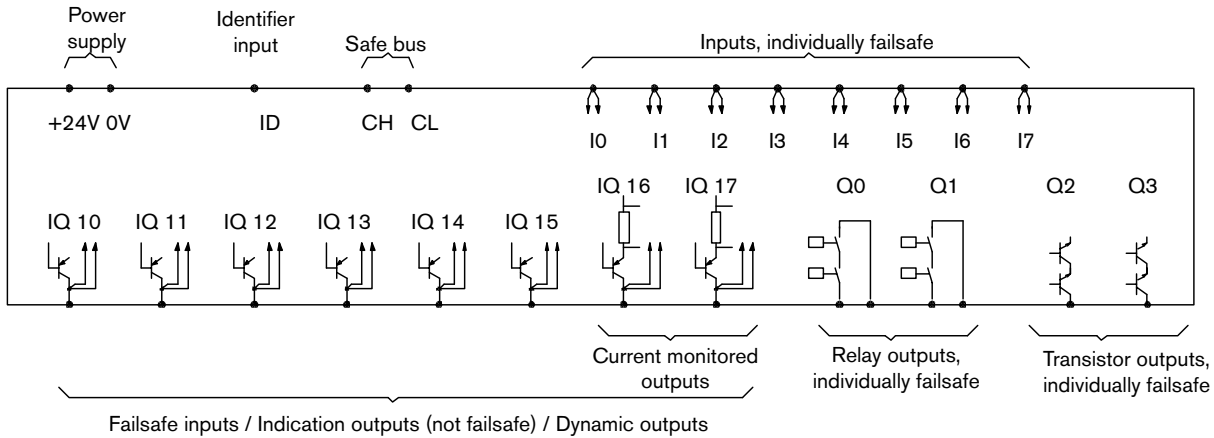 Power
supply
Identifier
input
Safe bus
Inputs, individually failsafe
+24V 0V
ID
CH CL
I0 I1 I2 I3 I4 I5 I6 I7
IQ 16 IQ 17 Q0 Q1 Q2 Q3
IQ 10 IQ 11 IQ 12 IQ 13 IQ 14 IQ 15
Current monitored
outputs
Relay outputs,
individually failsafe
Transistor outputs,
individually failsafe
Failsafe inputs / Indication outputs (not failsafe) / Dynamic outputs